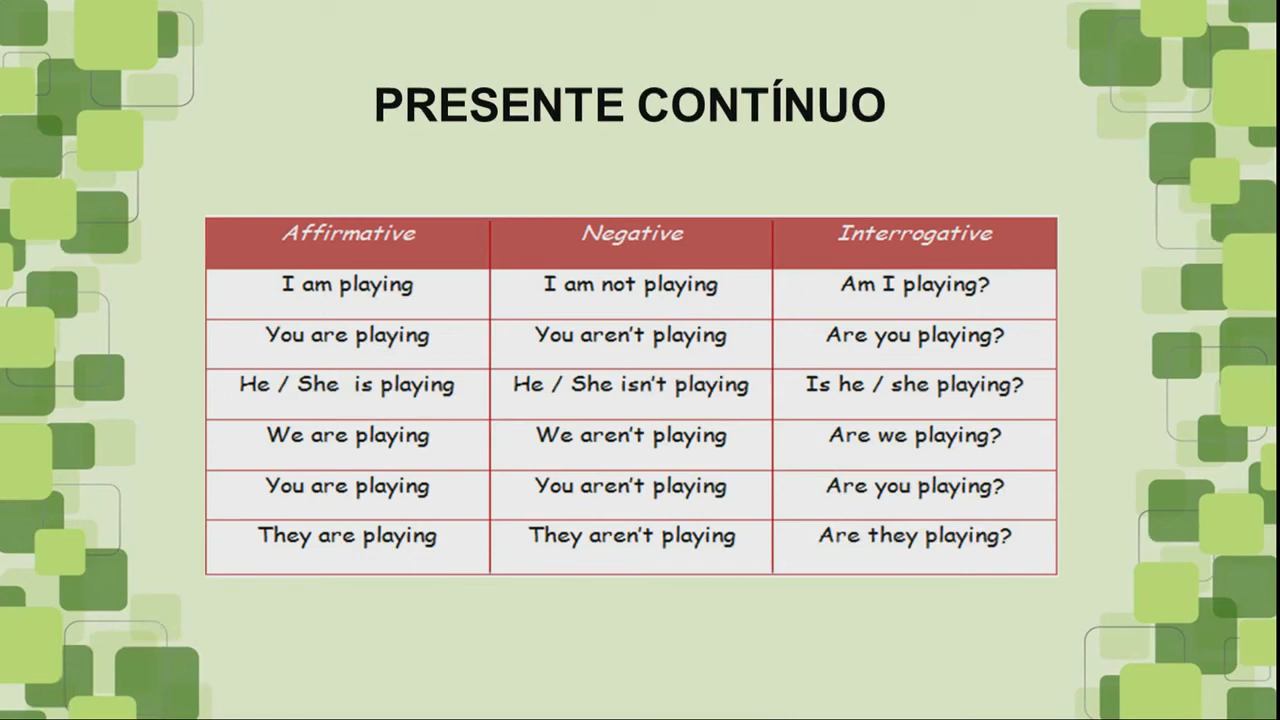 PRESENTE CONTÍNUO
Affirmative Negative Interrogative
I am playing I am not playing Am I playing?
You are playing You aren't playing Are you playing?
He / She is playing He / She isn't playing Is he / she playing?
We are playing We aren't playing Are we playing?
You are playing You aren't playing Are you playing?
They are playing They aren't playing Are they playing?